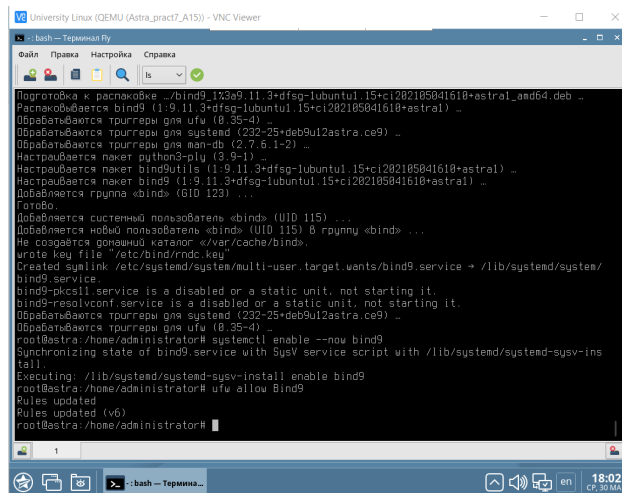 University Linux (QEMU (Astra_pract7_A15)) - VNC Viewer
- : bash — Терминал Fly
Файл Правка Настройка Справка
ls
Подготовка к распаковке …/bind9_1%3a9.11.3+dfsg-1ubuntu1.15+ci202105041610+astra1_amd64.deb …
Распаковывается bind9 (1:9.11.3+dfsg-1ubuntu1.15+ci202105041610+astra1) …
Обрабатываются триггеры для ufw (0.35-4) …
Обрабатываются триггеры для systemd (232-25+deb9u12astra.ce9) …
Обрабатываются триггеры для man-db (2.7.6.1-2) …
Настраивается пакет python3-ply (3.9-1) …
Настраивается пакет bind9utils (1:9.11.3+dfsg-1ubuntu1.15+ci202105041610+astra1) …
Настраивается пакет bind9 (1:9.11.3+dfsg-1ubuntu1.15+ci202105041610+astra1) …
Добавляется группа «bind» (GID 123) ...
Готово.
Добавляется системный пользователь «bind» (UID 115) ...
Добавляется новый пользователь «bind» (UID 115) в группу «bind» ...
Не создаётся домашний каталог «/var/cache/bind».
wrote key file "/etc/bind/rndc.key"
Created symlink /etc/systemd/system/multi-user.target.wants/bind9.service → /lib/systemd/system/
bind9.service.
bind9-pkcs11.service is a disabled or a static unit, not starting it.
bind9-resolvconf.service is a disabled or a static unit, not starting it.
Обрабатываются триггеры для systemd (232-25+deb9u12astra.ce9) …
Обрабатываются триггеры для ufw (0.35-4) …
root@astra:/home/administrator# systemctl enable --now bind9
Synchronizing state of bind9.service with SysV service script with /lib/systemd/systemd-sysv-ins
tall.
Executing: /lib/systemd/systemd-sysv-install enable bind9
root@astra:/home/administrator# ufw allow Bind9
Rules updated
Rules updated (v6)
root@astra:/home/administrator#
1
- : bash — Термина...
en
18:02
СР, 30 МА